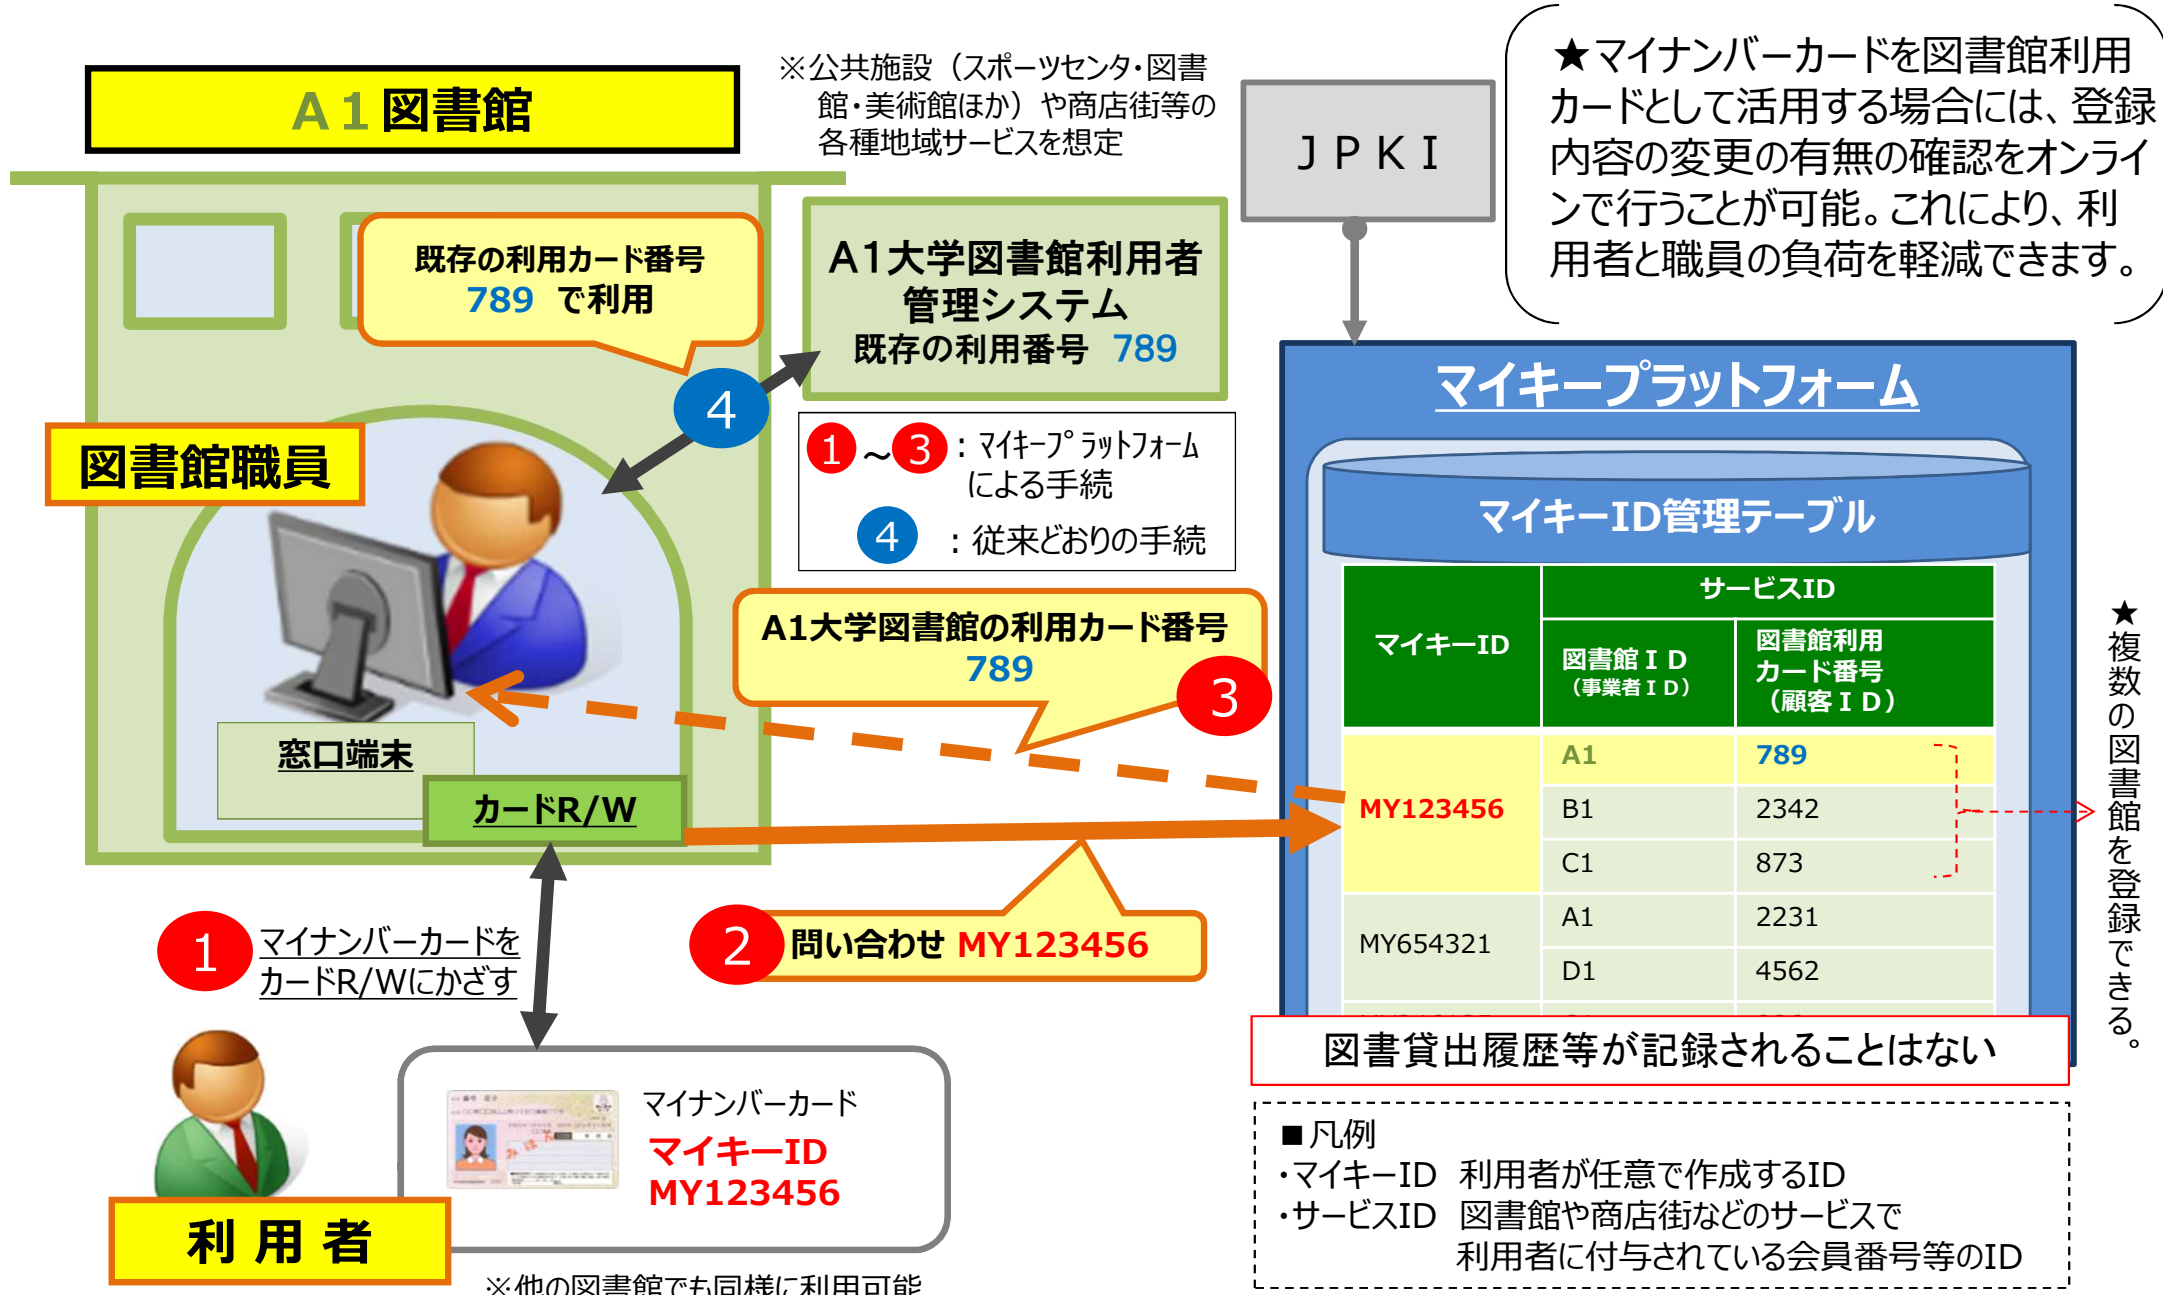 A１図書館
※公共施設（スポーツセンタ・図書
館・美術館ほか）や商店街等の
各種地域サービスを想定
ＪＰＫＩ
★マイナンバーカードを図書館利用
カードとして活用する場合には、登録
内容の変更の有無の確認をオンライ
ンで行うことが可能。これにより、利
用者と職員の負荷を軽減できます。
既存の利用カード番号
789 で利用
A1大学図書館利用者
管理システム
既存の利用番号 789
4
図書館職員
1～3：ﾏｲｷｰﾌﾟﾗｯﾄﾌｫｰﾑ
による手続
4：従来どおりの手続
マイキープラットフォーム
マイキーID管理テーブル
マイキーID
サービスID
図書館ＩＤ
（事業者ＩＤ）
図書館利用
カード番号
（顧客ＩＤ）
MY123456
A1 789
B1 2342
C1 873
MY654321
A1 2231
D1 4562
★複数の図書館を登録できる。
A1大学図書館の利用カード番号
789
3
窓口端末
カードR/W
2 問い合わせ MY123456
1 マイナンバーカードを
カードR/Wにかざす
図書貸出履歴等が記録されることはない
マイナンバーカード
マイキーID
MY123456
利用者
※他の図書館でも同様に利用可能
■凡例
・マイキーID 利用者が任意で作成するID
・サービスID 図書館や商店街などのサービスで
利用者に付与されている会員番号等のID